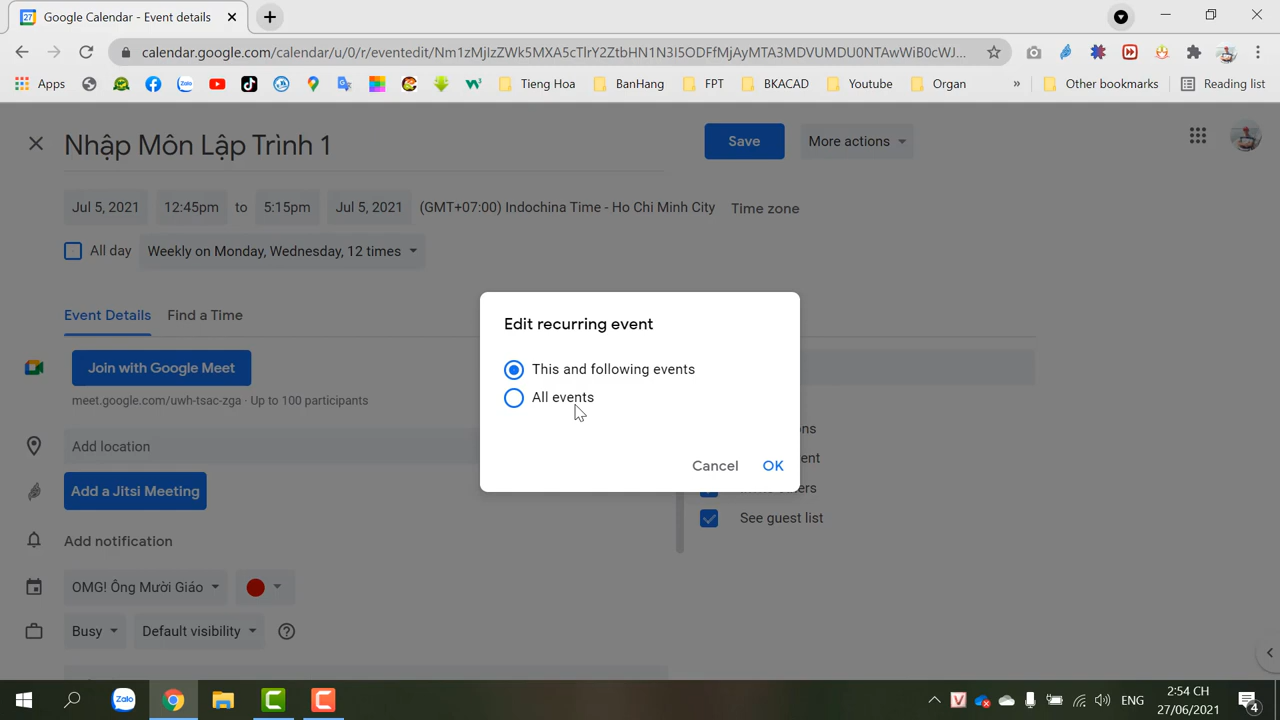 Google Calendar - Event details
calendar.google.com/calendar/u/0/r/eventedit/Nm1zMjIzZWk5MXA5cTlrY2ZtbHN1N3I5ODFfMjAyMTA3MDVUMDU0NTAwWiB0cWJ...
Apps
Tieng Hoa
BanHang
FPT
BKACAD
Youtube
Organ
»
Other bookmarks
Reading list
Nhập Môn Lập Trình 1
Save
More actions
Jul 5, 2021
12:45pm
to
5:15pm
Jul 5, 2021
(GMT+07:00) Indochina Time - Ho Chi Minh City
Time zone
All day
Weekly on Monday, Wednesday, 12 times
Event Details
Find a Time
Join with Google Meet
meet.google.com/uwh-tsac-zga · Up to 100 participants
Add location
Add a Jitsi Meeting
Add notification
OMG! Ông Mười Giáo
Busy
Default visibility
See guest list
Edit recurring event
This and following events
All events
Cancel
OK
Zalo
ENG
2:54 CH
27/06/2021
4